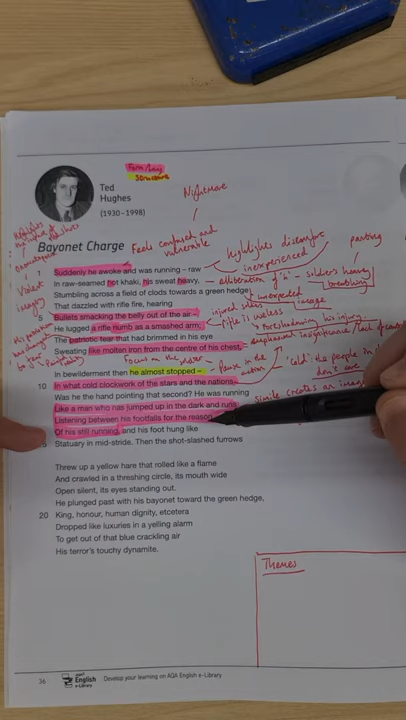 Form/lang
Structure
Ted
Hughes
(1930–1998)
Nightmare
Bayonet Charge
Feels confused and
vulnerable
highlights discomfort
inexperienced
panting
Violent
imagery
1 Suddenly he awoke and was running – raw
In raw-seamed hot khaki, his sweat heavy,
alliteration of 'h' - soldiers heavy
breathing
Stumbling across a field of clods towards a green hedge
unexpected
image
That dazzled with rifle fire, hearing
injured
rifle is useless
5 Bullets smacking the belly out of the air –
He lugged a rifle numb as a smashed arm;
foreshadowing his injury.
The patriotic tear that had brimmed in his eye
emphasises insignificance/lack of
Sweating like molten iron from the centre of his chest, –
Focus on the
Pause in the
action
'cold' the people in
don't care
In bewilderment then he almost stopped –
10 In what cold clockwork of the stars and the nations
Was he the hand pointing that second? He was running
simile creates an image
Like a man who has jumped up in the dark and runs
Listening between his footfalls for the reason
Of his still running, and his foot hung like
Statuary in mid-stride. Then the shot-slashed furrows
Threw up a yellow hare that rolled like a flame
And crawled in a threshing circle, its mouth wide
Open silent, its eyes standing out.
He plunged past with his bayonet toward the green hedge,
20 King, honour, human dignity, etcetera
Dropped like luxuries in a yelling alarm
To get out of that blue crackling air
His terror's touchy dynamite.
Themes
36
English
e-Library
Develop your learning on AQA English e-Library